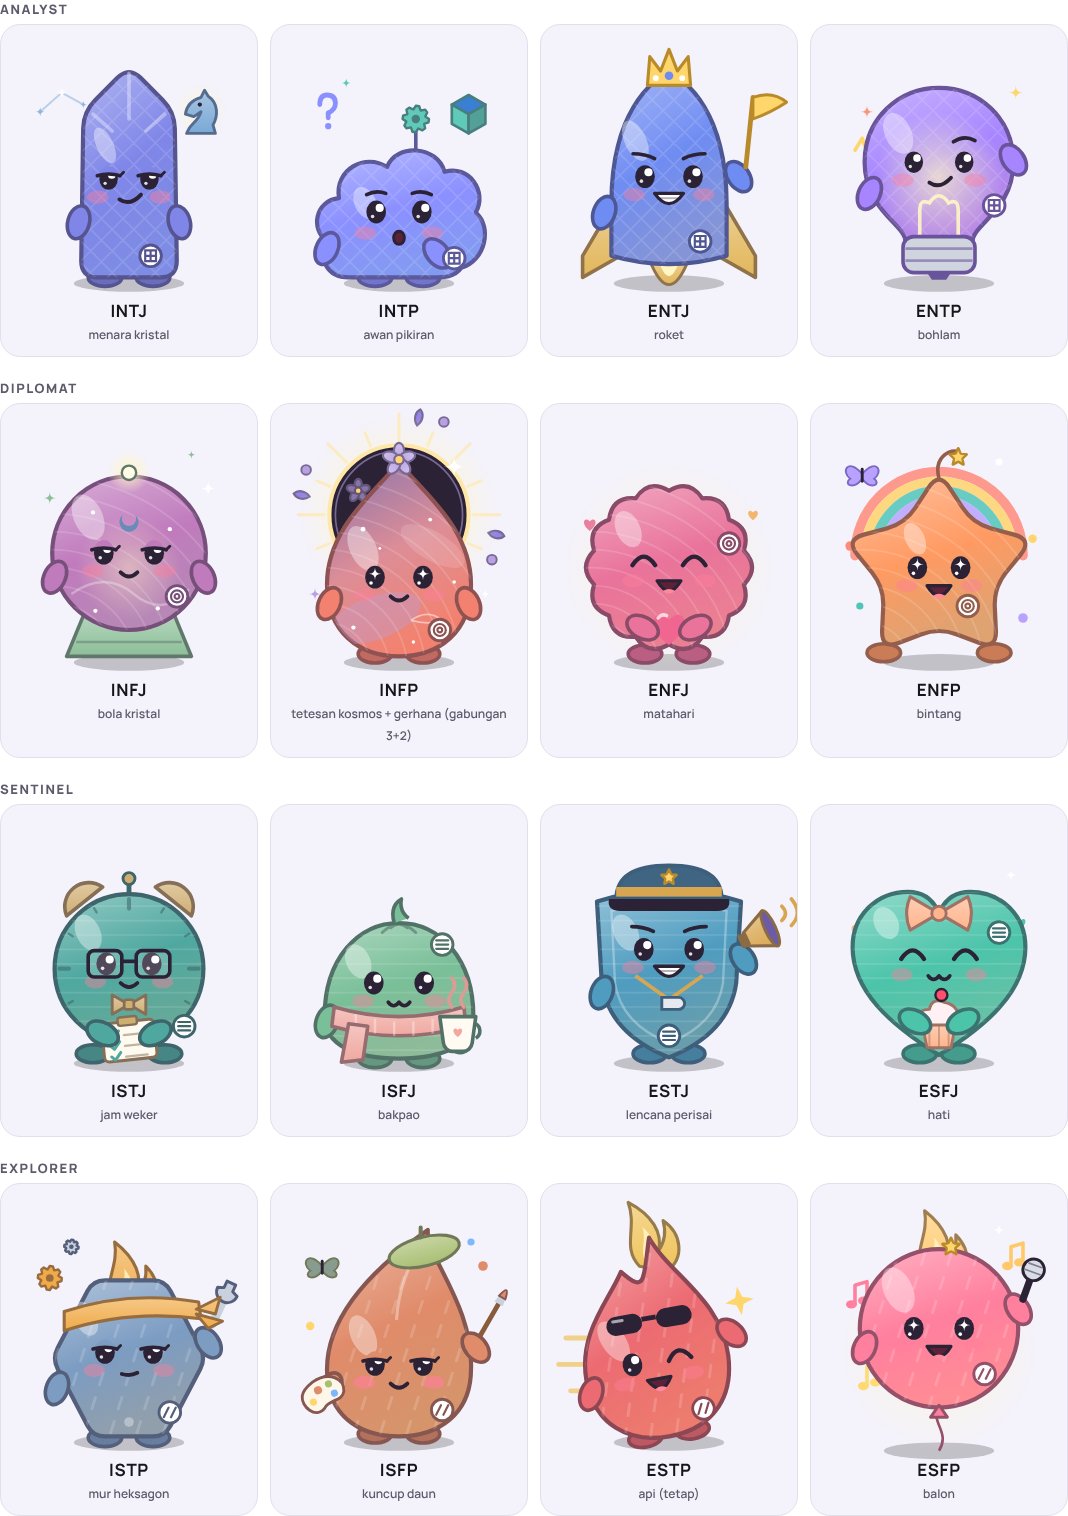 ANALYST
INTJ
menara kristal
INTP
awan pikiran
ENTJ
roket
ENTP
bohlam
DIPLOMAT
INFJ
bola kristal
INFP
tetesan kosmos + gerhana (gabungan
3+2)
ENFJ
matahari
ENFP
bintang
SENTINEL
ISTJ
jam weker
ISFJ
bakpao
ESTJ
lencana perisai
ESFJ
hati
EXPLORER
ISTP
mur heksagon
ISFP
kuncup daun
ESTP
api (tetap)
ESFP
balon